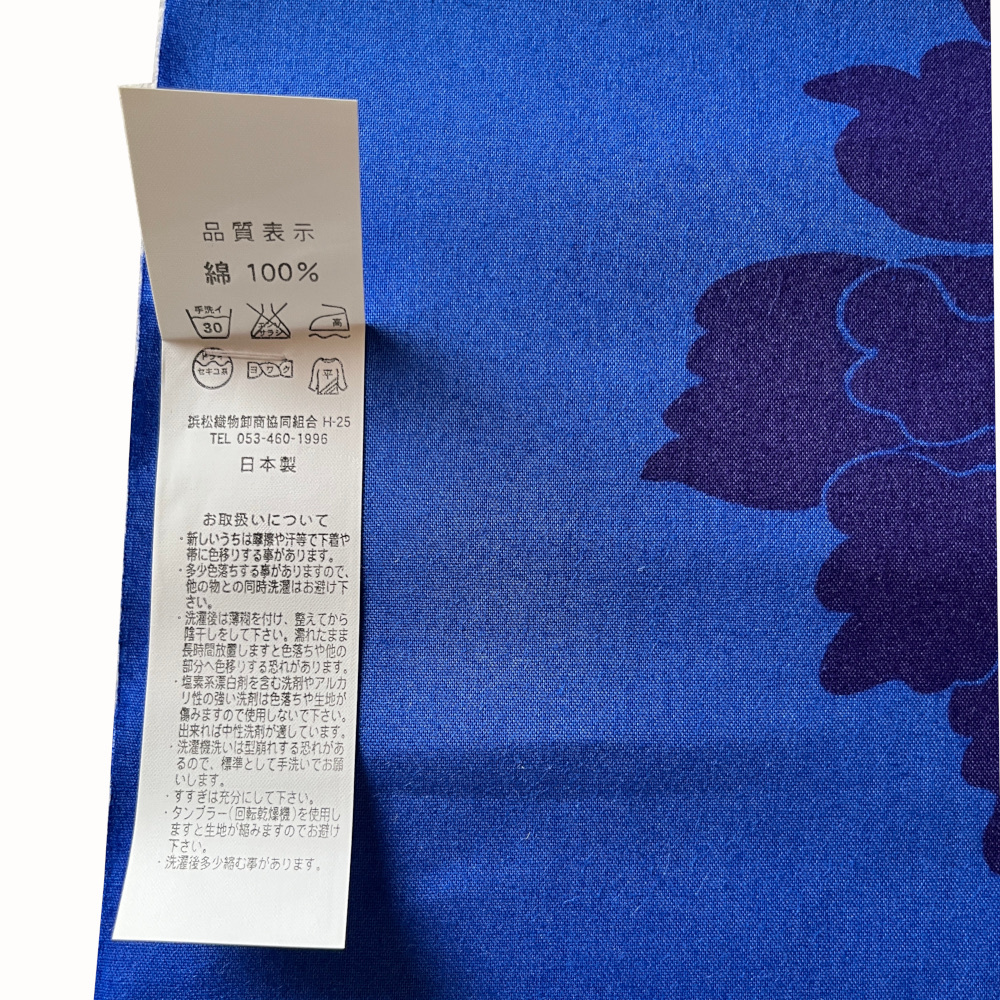 品質表示
綿 100%
手洗イ
30
エンソ
サラシ
高
ドライ
セキユ系
ヨワク
平
浜松織物卸商協同組合 H-25
TEL 053-460-1996
日本製
お取扱いについて
・新しいうちは摩擦や汗等で下着や
帯に色移りする事があります。
・多少色落ちする事がありますので、
他の物との同時洗濯はお避け下
さい。
・洗濯後は薄糊を付け、整えてから
陰干しをして下さい。濡れたまま
長時間放置しますと色落ちや他の
部分へ色移りする恐れがあります。
・塩素系漂白剤を含む洗剤やアルカ
リ性の強い洗剤は色落ちや生地が
傷みますので使用しないで下さい。
出来れば中性洗剤が適しています。
・洗濯機洗いは型崩れする恐れがあ
るので、標準として手洗いでお願
いします。
・すすぎは充分にして下さい。
・タンブラー(回転乾燥機)を使用し
ますと生地が縮みますのでお避け
下さい。
・洗濯後多少縮む事があります。